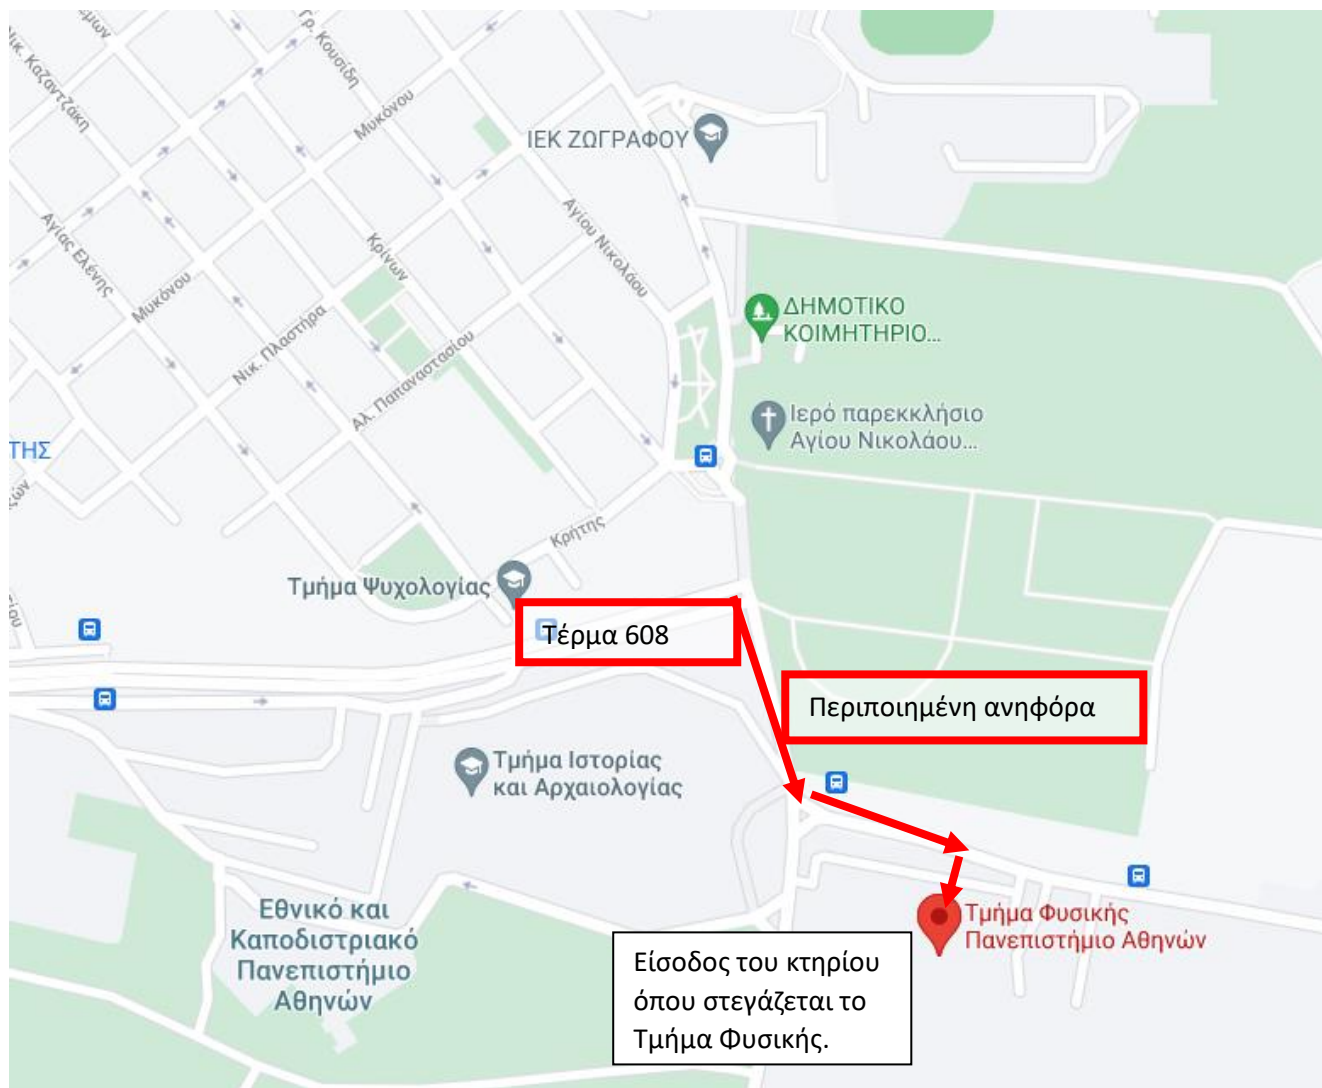 Νικ. Καζαντζάκη
Γρ. Κουσίδη
Μυκόνου
ΙΕΚ ΖΩΓΡΑΦΟΥ
Αγίου Νικολάου
Αγίας Ελένης
Κρίνων
Μυκόνου
Νικ. Πλαστήρα
Αλ. Παπαναστασίου
ΔΗΜΟΤΙΚΟ
ΚΟΙΜΗΤΗΡΙΟ...
Ιερό παρεκκλήσιο
Αγίου Νικολάου...
ΤΗΣ
Κρήτης
Τμήμα Ψυχολογίας
Τέρμα 608
Περιποιημένη ανηφόρα
Τμήμα Ιστορίας
και Αρχαιολογίας
Εθνικό και
Καποδιστριακό
Πανεπιστήμιο
Αθηνών
Τμήμα Φυσικής
Πανεπιστήμιο Αθηνών
Είσοδος του κτηρίου
όπου στεγάζεται το
Τμήμα Φυσικής.